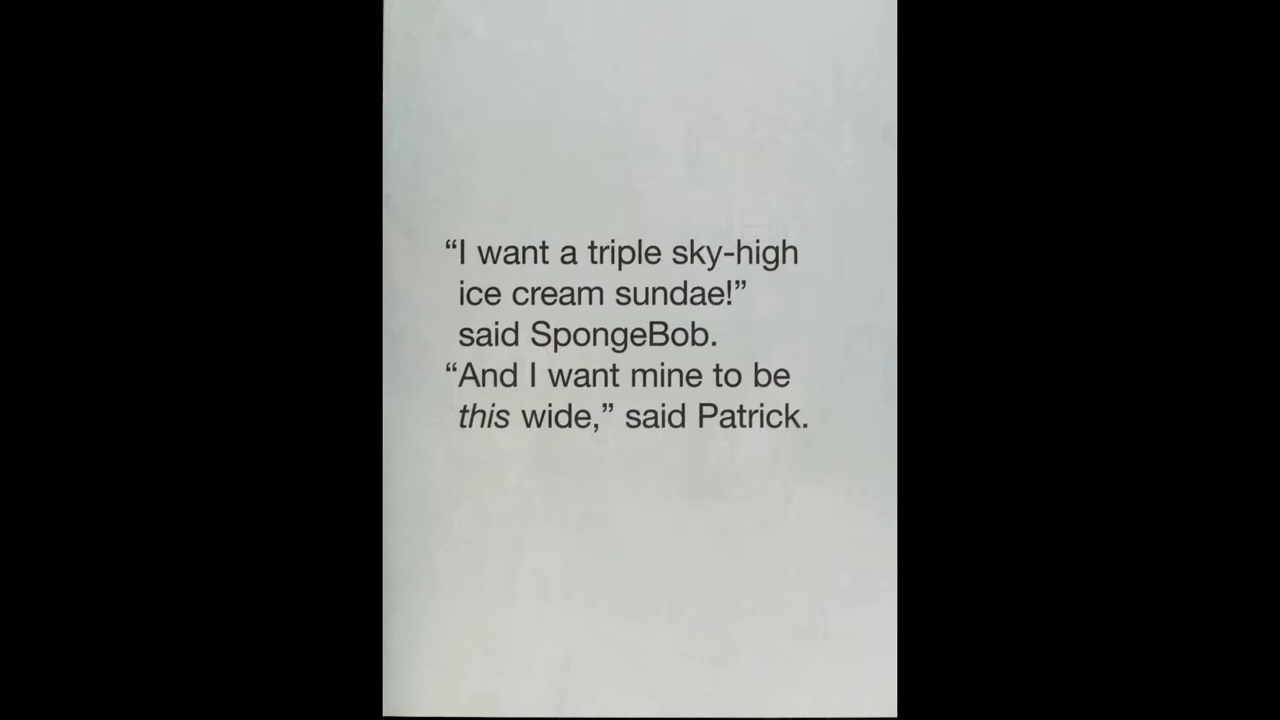 “I want a triple sky-high
ice cream sundae!”
said SpongeBob.
“And I want mine to be
this wide,” said Patrick.